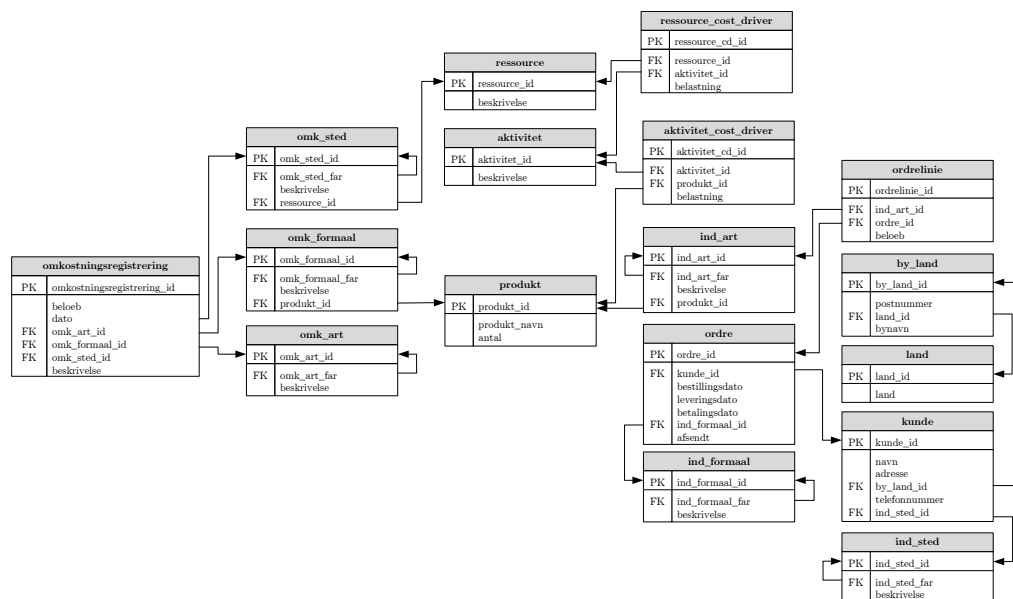 omkostningsregistrering
PK omkostningsregistrering_id
beloeb
dato
FK omk_art_id
FK omk_formaal_id
FK omk_sted_id
beskrivelse
omk_sted
PK omk_sted_id
FK omk_sted_far
beskrivelse
FK ressource_id
omk_formaal
PK omk_formaal_id
FK omk_formaal_far
beskrivelse
FK produkt_id
omk_art
PK omk_art_id
FK omk_art_far
beskrivelse
ressource
PK ressource_id
beskrivelse
aktivitet
PK aktivitet_id
beskrivelse
produkt
PK produkt_id
produkt_navn
antal
ressource_cost_driver
PK ressource_cd_id
FK ressource_id
FK aktivitet_id
belastning
aktivitet_cost_driver
PK aktivitet_cd_id
FK aktivitet_id
FK produkt_id
belastning
ind_art
PK ind_art_id
FK ind_art_far
beskrivelse
FK produkt_id
ordre
PK ordre_id
FK kunde_id
bestillingsdato
leveringsdato
betalingsdato
FK ind_formaal_id
afsendt
ind_formaal
PK ind_formaal_id
FK ind_formaal_far
beskrivelse
ordrelinie
PK ordrelinie_id
FK ind_art_id
FK ordre_id
beloeb
by_land
PK by_land_id
postnummer
FK land_id
bynavn
land
PK land_id
land
kunde
PK kunde_id
navn
adresse
FK by_land_id
telefonnummer
FK ind_sted_id
ind_sted
PK ind_sted_id
FK ind_sted_far
beskrivelse